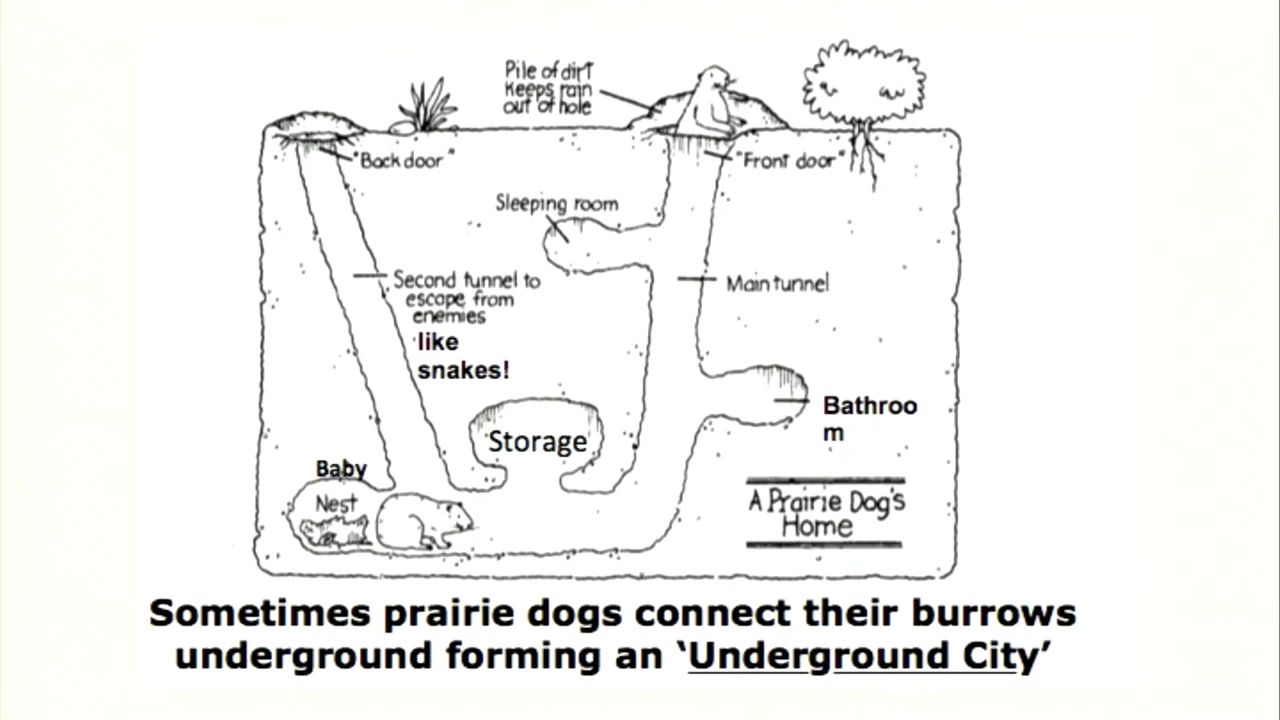 Pile of dirt
keeps rain
out of hole
"Back door"
"Front door"
Sleeping room
Second tunnel to
escape from
enemies
like
snakes!
Main tunnel
Bathroo
m
Storage
Baby
Nest
A Prairie Dog's
Home
Sometimes prairie dogs connect their burrows
underground forming an ‘Underground City’